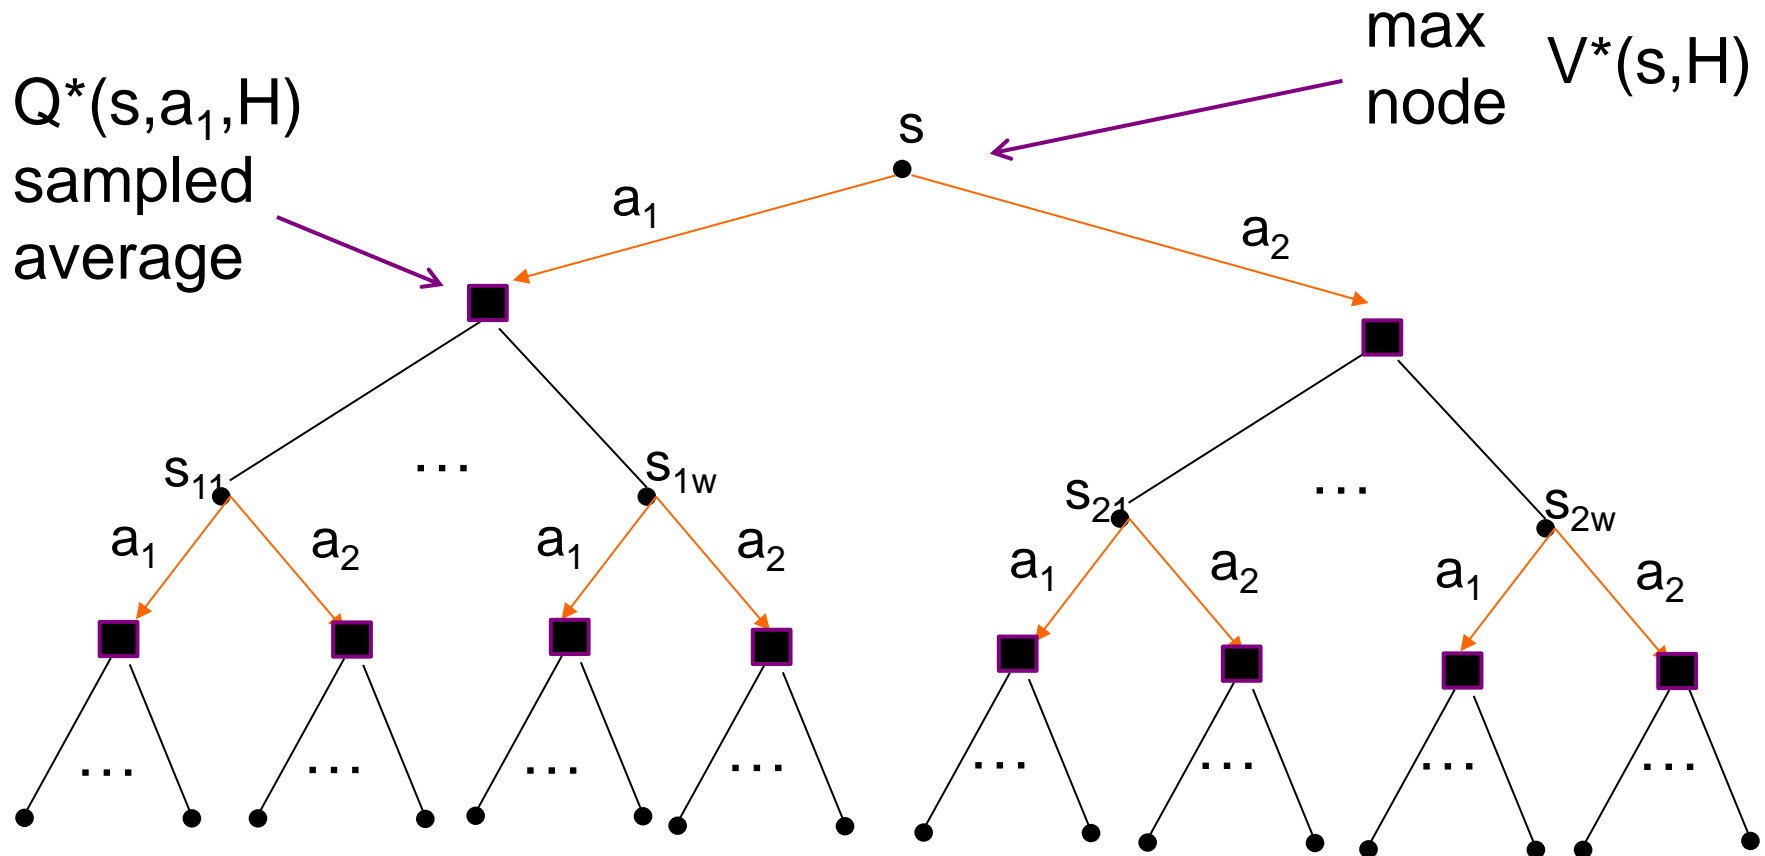 max
node
V*(s,H)
Q*(s,a₁,H)
sampled
average
s
a₁
a₂
s₁₁
...
s₁w
s₂₁
...
s₂w
a₁
a₂
a₁
a₂
a₁
a₂
a₁
a₂
...
...
...
...
...
...
...
...